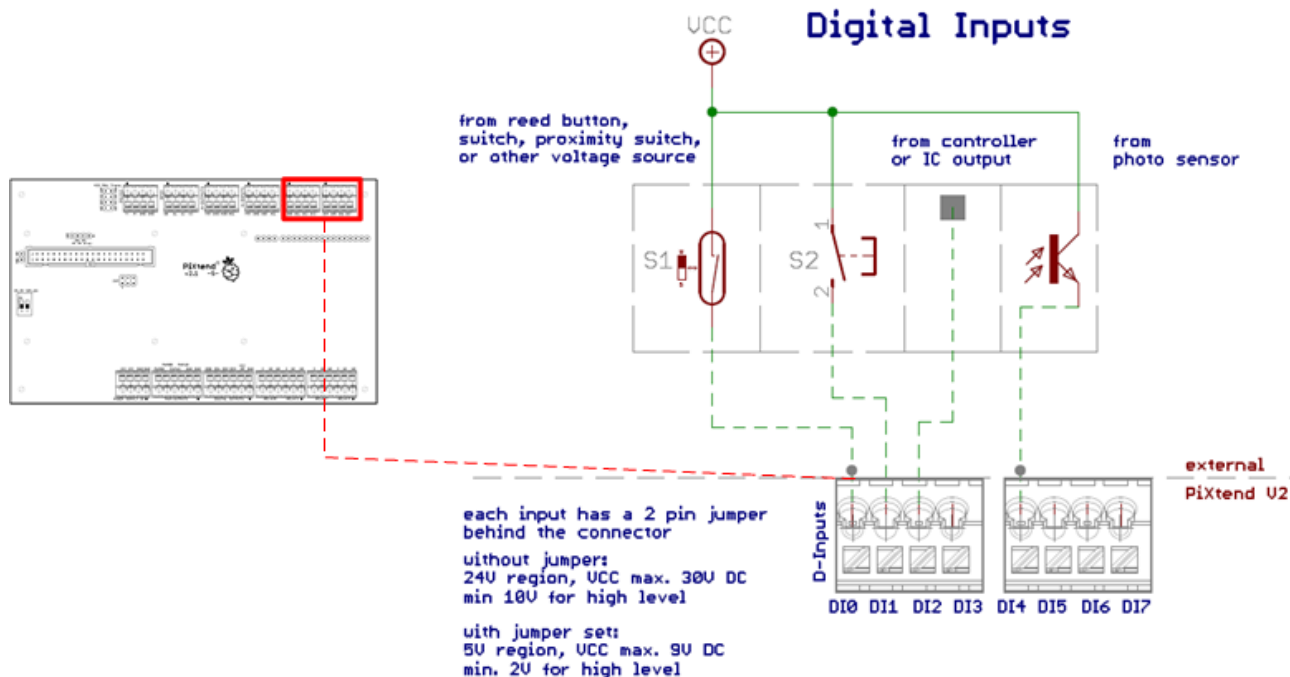 Digital Inputs
VCC
from reed button,
switch, proximity switch,
or other voltage source
from controller
or IC output
from
photo sensor
S1
S2
1
2
PiXtend
external
PiXtend V2
each input has a 2 pin jumper
behind the connector
without jumper:
24V region, VCC max. 30V DC
min 10V for high level
with jumper set:
5V region, VCC max. 9V DC
min. 2V for high level
D-Inputs
DI0 DI1 DI2 DI3
DI4 DI5 DI6 DI7